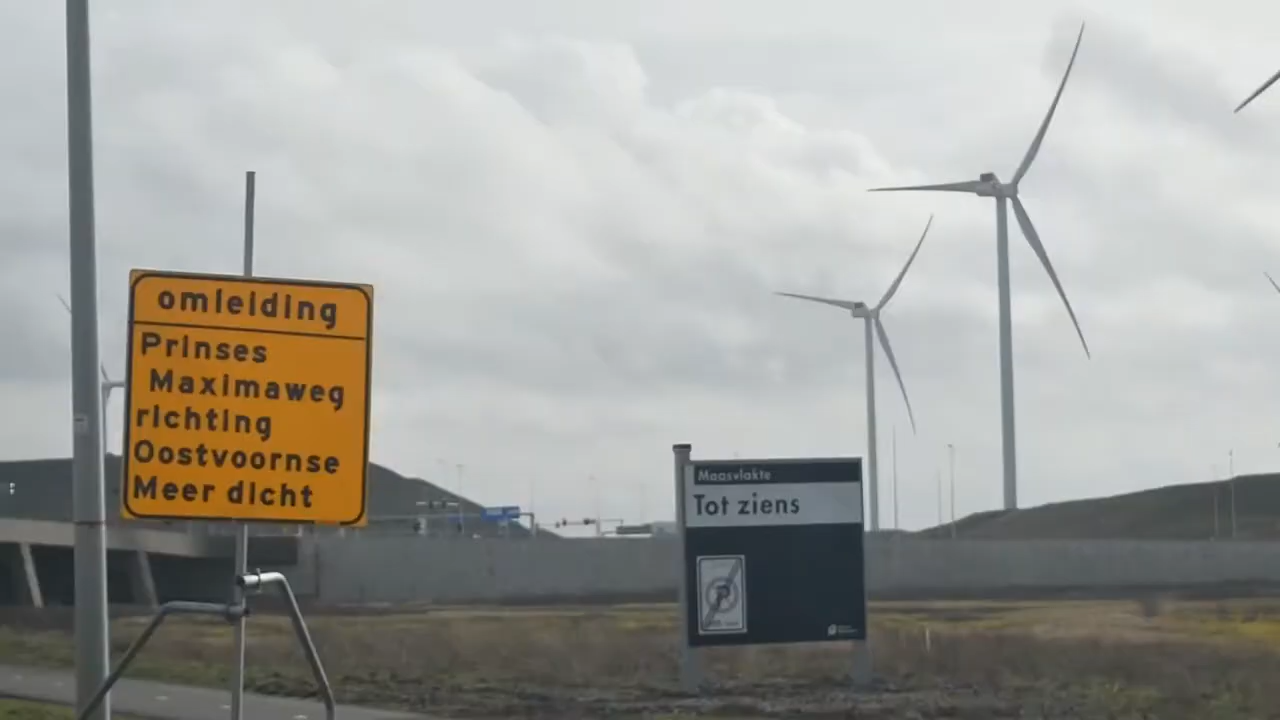 omleiding
Prinses
Maximaweg
richting
Oostvoornse
Meer dicht
Maasvlakte
Tot ziens
P